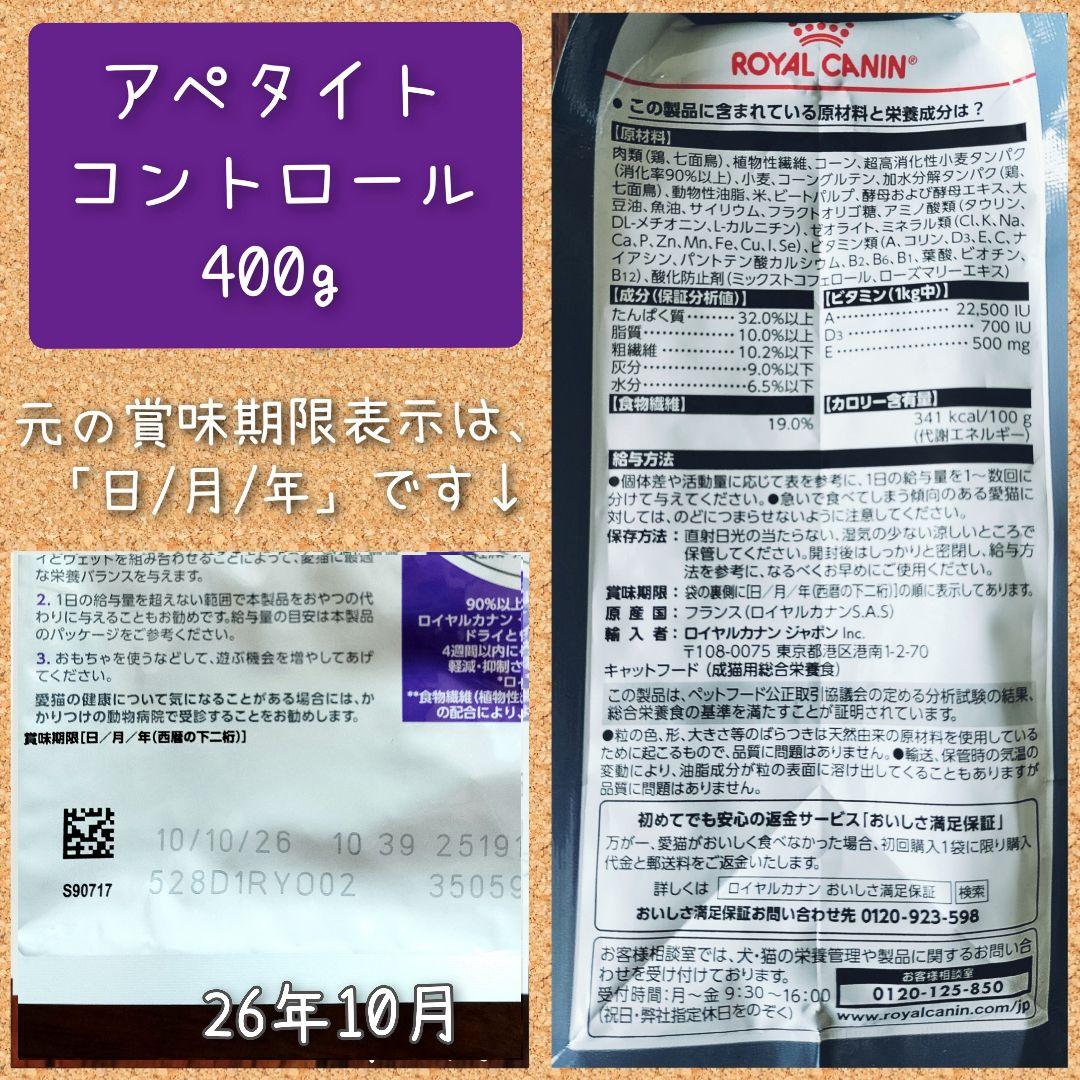 アペタイト
コントロール
400g
元の賞味期限表示は、
「日/月/年」です↓
イとウェットを組み合わせることによって、愛猫に最適
な栄養バランスを与えます。
2. 1日の給与量を超えない範囲で本製品をおやつの代
わりに与えることもお勧めです。給与量の目安は本製品
のパッケージをご参考ください。
3. おもちゃを使うなどして、遊ぶ機会を増やしてあげ
てください。
愛猫の健康について気になることがある場合には、か
かりつけの動物病院で受診することをお勧めします。
賞味期限[日/月/年(西暦の下二桁)]
90%以上
ロイヤルカナン
ドライと
4週間以内に
軽減・抑制さ
*ロイ
**食物繊維(植物性
の配合により
10/10/26 10 39 25191
528D1RYO02 35059
S90717
26年10月
ROYAL CANIN®
• この製品に含まれている原材料と栄養成分は?
【原材料】
肉類(鶏、七面鳥)、植物性繊維、コーン、超高消化性小麦タンパク
(消化率90%以上)、小麦、コーングルテン、加水分解タンパク(鶏、
七面鳥)、動物性油脂、米、ビートパルプ、酵母および酵母エキス、大
豆油、魚油、サイリウム、フラクトオリゴ糖、アミノ酸類(タウリン、
DL-メチオニン、L-カルニチン)、ゼオライト、ミネラル類(Cl、K、Na、
Ca、P、Zn、Mn、Fe、Cu、I、Se)、ビタミン類(A、コリン、D3、E、C、ナ
イアシン、パントテン酸カルシウム、B2、B6、B1、葉酸、ビオチン、
B12)、酸化防止剤(ミックストコフェロール、ローズマリーエキス)
【成分(保証分析値)】
たんぱく質 32.0%以上
脂質 10.0%以上
粗繊維 10.2%以下
灰分 9.0%以下
水分 6.5%以下
【食物繊維】
19.0%
【ビタミン(1kg中)】
A 22,500 IU
D3 700 IU
E 500 mg
【カロリー含有量】
341 kcal/100 g
(代謝エネルギー)
給与方法
●個体差や活動量に応じて表を参考に、1日の給与量を1〜数回に
分けて与えてください。●急いで食べてしまう傾向のある愛猫に
対しては、のどにつまらせないように注意してください。
保存方法：直射日光の当たらない、湿気の少ない涼しいところで
保管してください。開封後はしっかりと密閉し、給与方
法を参考に、なるべくお早めにご使用ください。
賞味期限：袋の裏側に[日/月/年(西暦の下二桁)]の順に表示してあります。
原産国：フランス(ロイヤルカナンS.A.S)
輸入者：ロイヤルカナン ジャポン Inc.
〒108-0075 東京都港区港南1-2-70
キャットフード(成猫用総合栄養食)
この製品は、ペットフード公正取引協議会の定める分析試験の結果、
総合栄養食の基準を満たすことが証明されています。
●粒の色、形、大きさ等のばらつきは天然由来の原材料を使用している
ために起こるもので、品質に問題はありません。●輸送、保管時の気温の
変動により、油脂成分が粒の表面に溶け出してくることもありますが
品質に問題はありません。
初めてでも安心の返金サービス「おいしさ満足保証」
万が一、愛猫がおいしく食べなかった場合、初回購入1袋に限り購入
代金と郵送料をご返金いたします。
詳しくは ロイヤルカナン おいしさ満足保証 検索
おいしさ満足保証お問い合わせ先 0120-923-598
お客様相談室では、犬・猫の栄養管理や製品に関するお問い合
わせを受け付けております。
受付時間：月〜金 9:30〜16:00
(祝日・弊社指定休日をのぞく)
お客様相談室
0120-125-850
www.royalcanin.com/jp